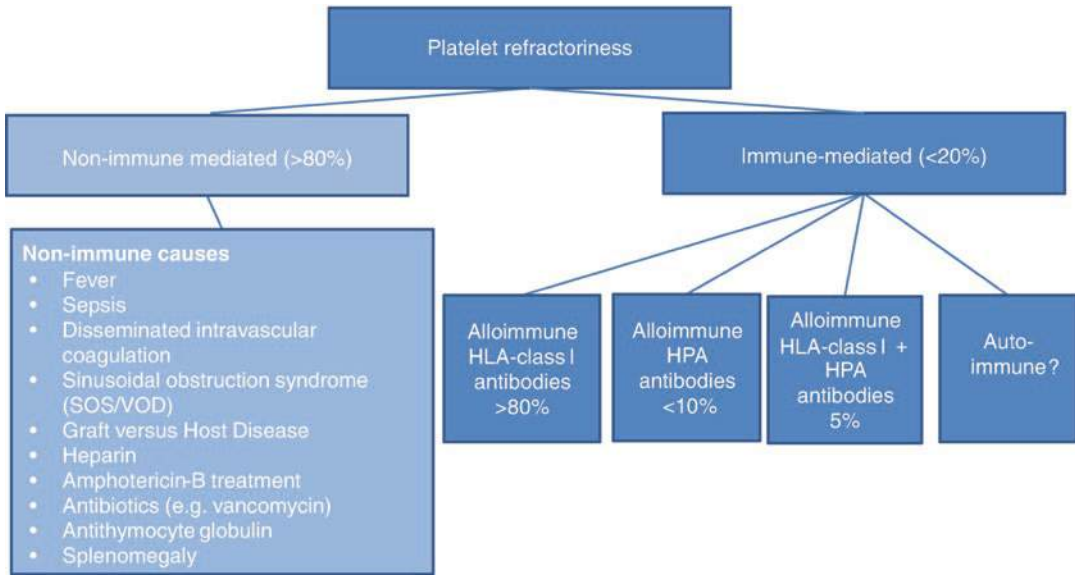 Platelet refractoriness
Non-immune mediated (>80%)
Immune-mediated (<20%)
Non-immune causes
• Fever
• Sepsis
• Disseminated intravascular
coagulation
• Sinusoidal obstruction syndrome
(SOS/VOD)
• Graft versus Host Disease
• Heparin
• Amphotericin-B treatment
• Antibiotics (e.g. vancomycin)
• Antithymocyte globulin
• Splenomegaly
Alloimmune
HLA-class I
antibodies
>80%
Alloimmune
HPA
antibodies
<10%
Alloimmune
HLA-class I +
HPA
antibodies
5%
Auto-
immune?